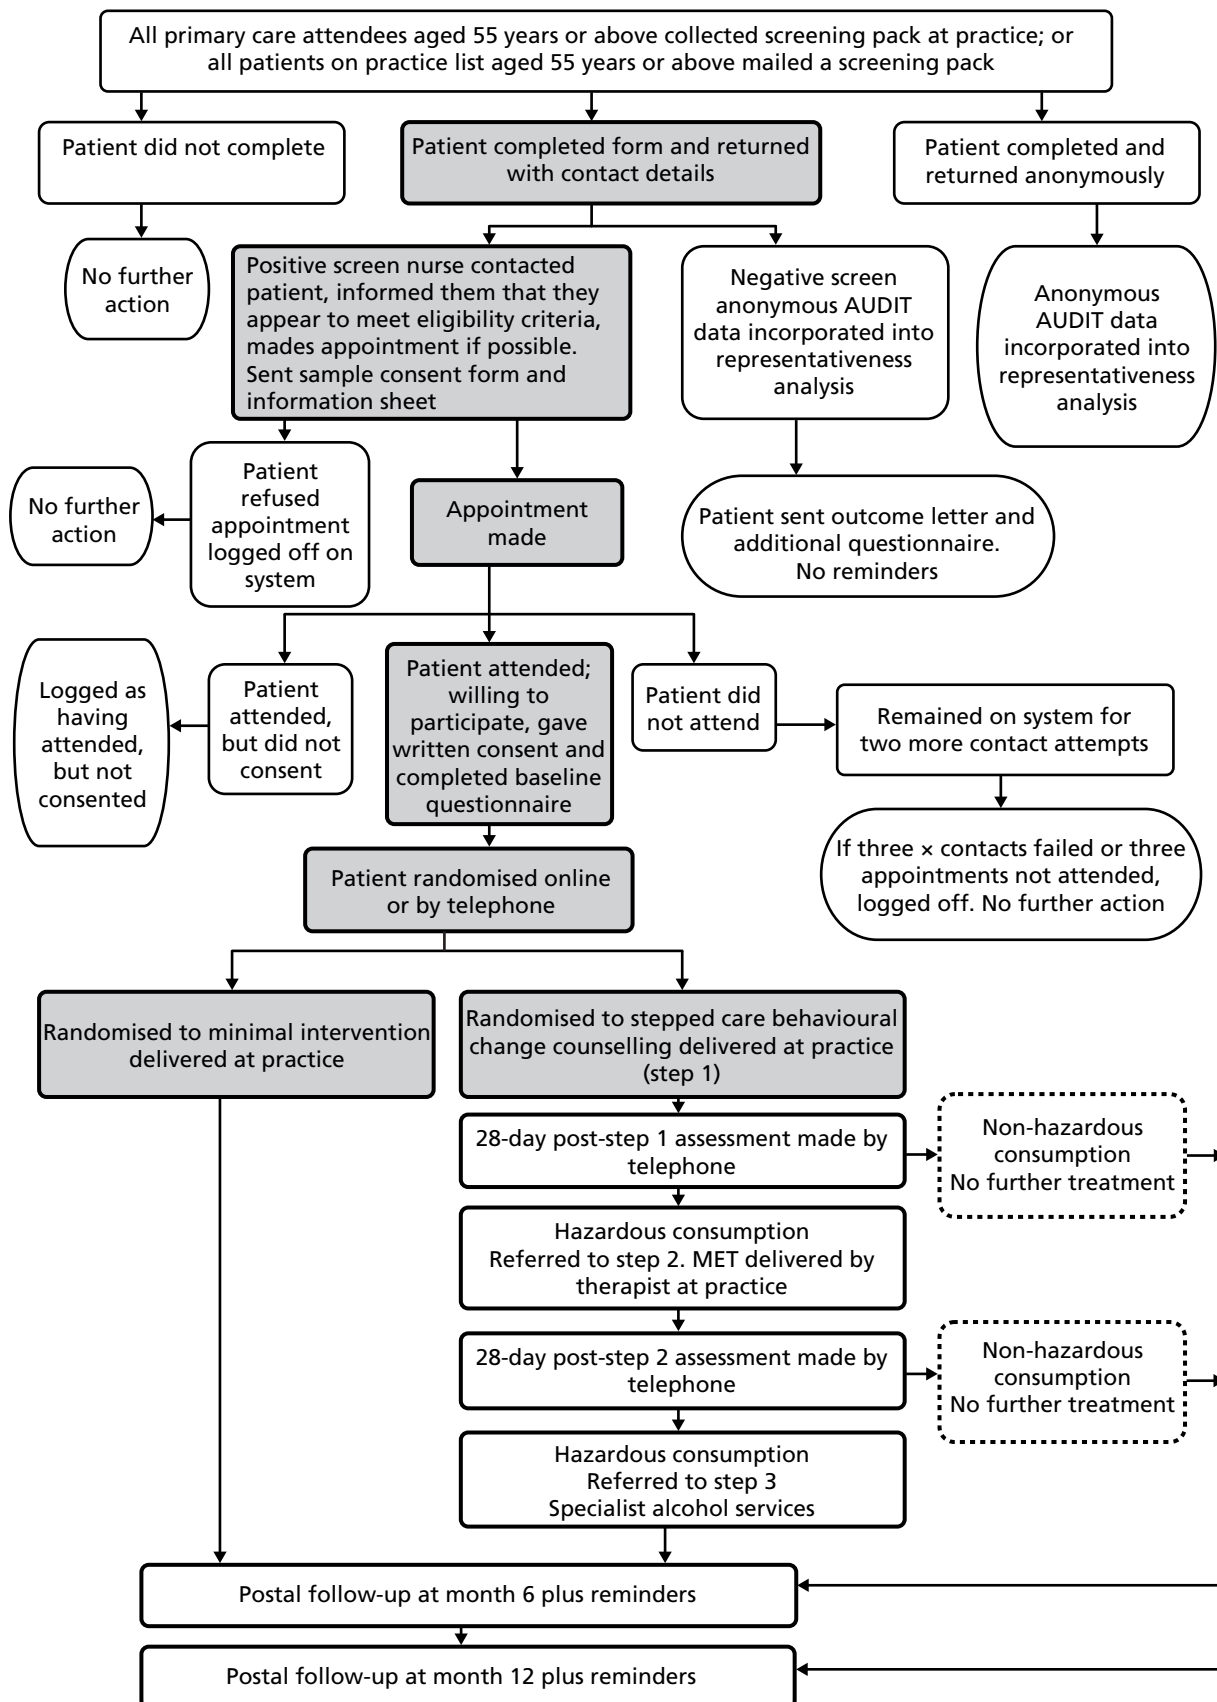 All primary care attendees aged 55 years or above collected screening pack at practice; or
all patients on practice list aged 55 years or above mailed a screening pack
Patient did not complete
Patient completed form and returned
with contact details
Patient completed and
returned anonymously
No further
action
Positive screen nurse contacted
patient, informed them that they
appear to meet eligibility criteria,
mades appointment if possible.
Sent sample consent form and
information sheet
Negative screen
anonymous AUDIT
data incorporated into
representativeness
analysis
Anonymous
AUDIT data
incorporated into
representativeness
analysis
No further
action
Patient
refused
appointment
logged off on
system
Appointment
made
Patient sent outcome letter and
additional questionnaire.
No reminders
Logged as
having
attended,
but not
consented
Patient
attended,
but did not
consent
Patient attended;
willing to
participate, gave
written consent and
completed baseline
questionnaire
Patient did
not attend
Remained on system for
two more contact attempts
If three × contacts failed or three
appointments not attended,
logged off. No further action
Patient randomised online
or by telephone
Randomised to minimal intervention
delivered at practice
Randomised to stepped care behavioural
change counselling delivered at practice
(step 1)
28-day post-step 1 assessment made by
telephone
Non-hazardous
consumption
No further treatment
Hazardous consumption
Referred to step 2. MET delivered by
therapist at practice
28-day post-step 2 assessment made by
telephone
Non-hazardous
consumption
No further treatment
Hazardous consumption
Referred to step 3
Specialist alcohol services
Postal follow-up at month 6 plus reminders
Postal follow-up at month 12 plus reminders